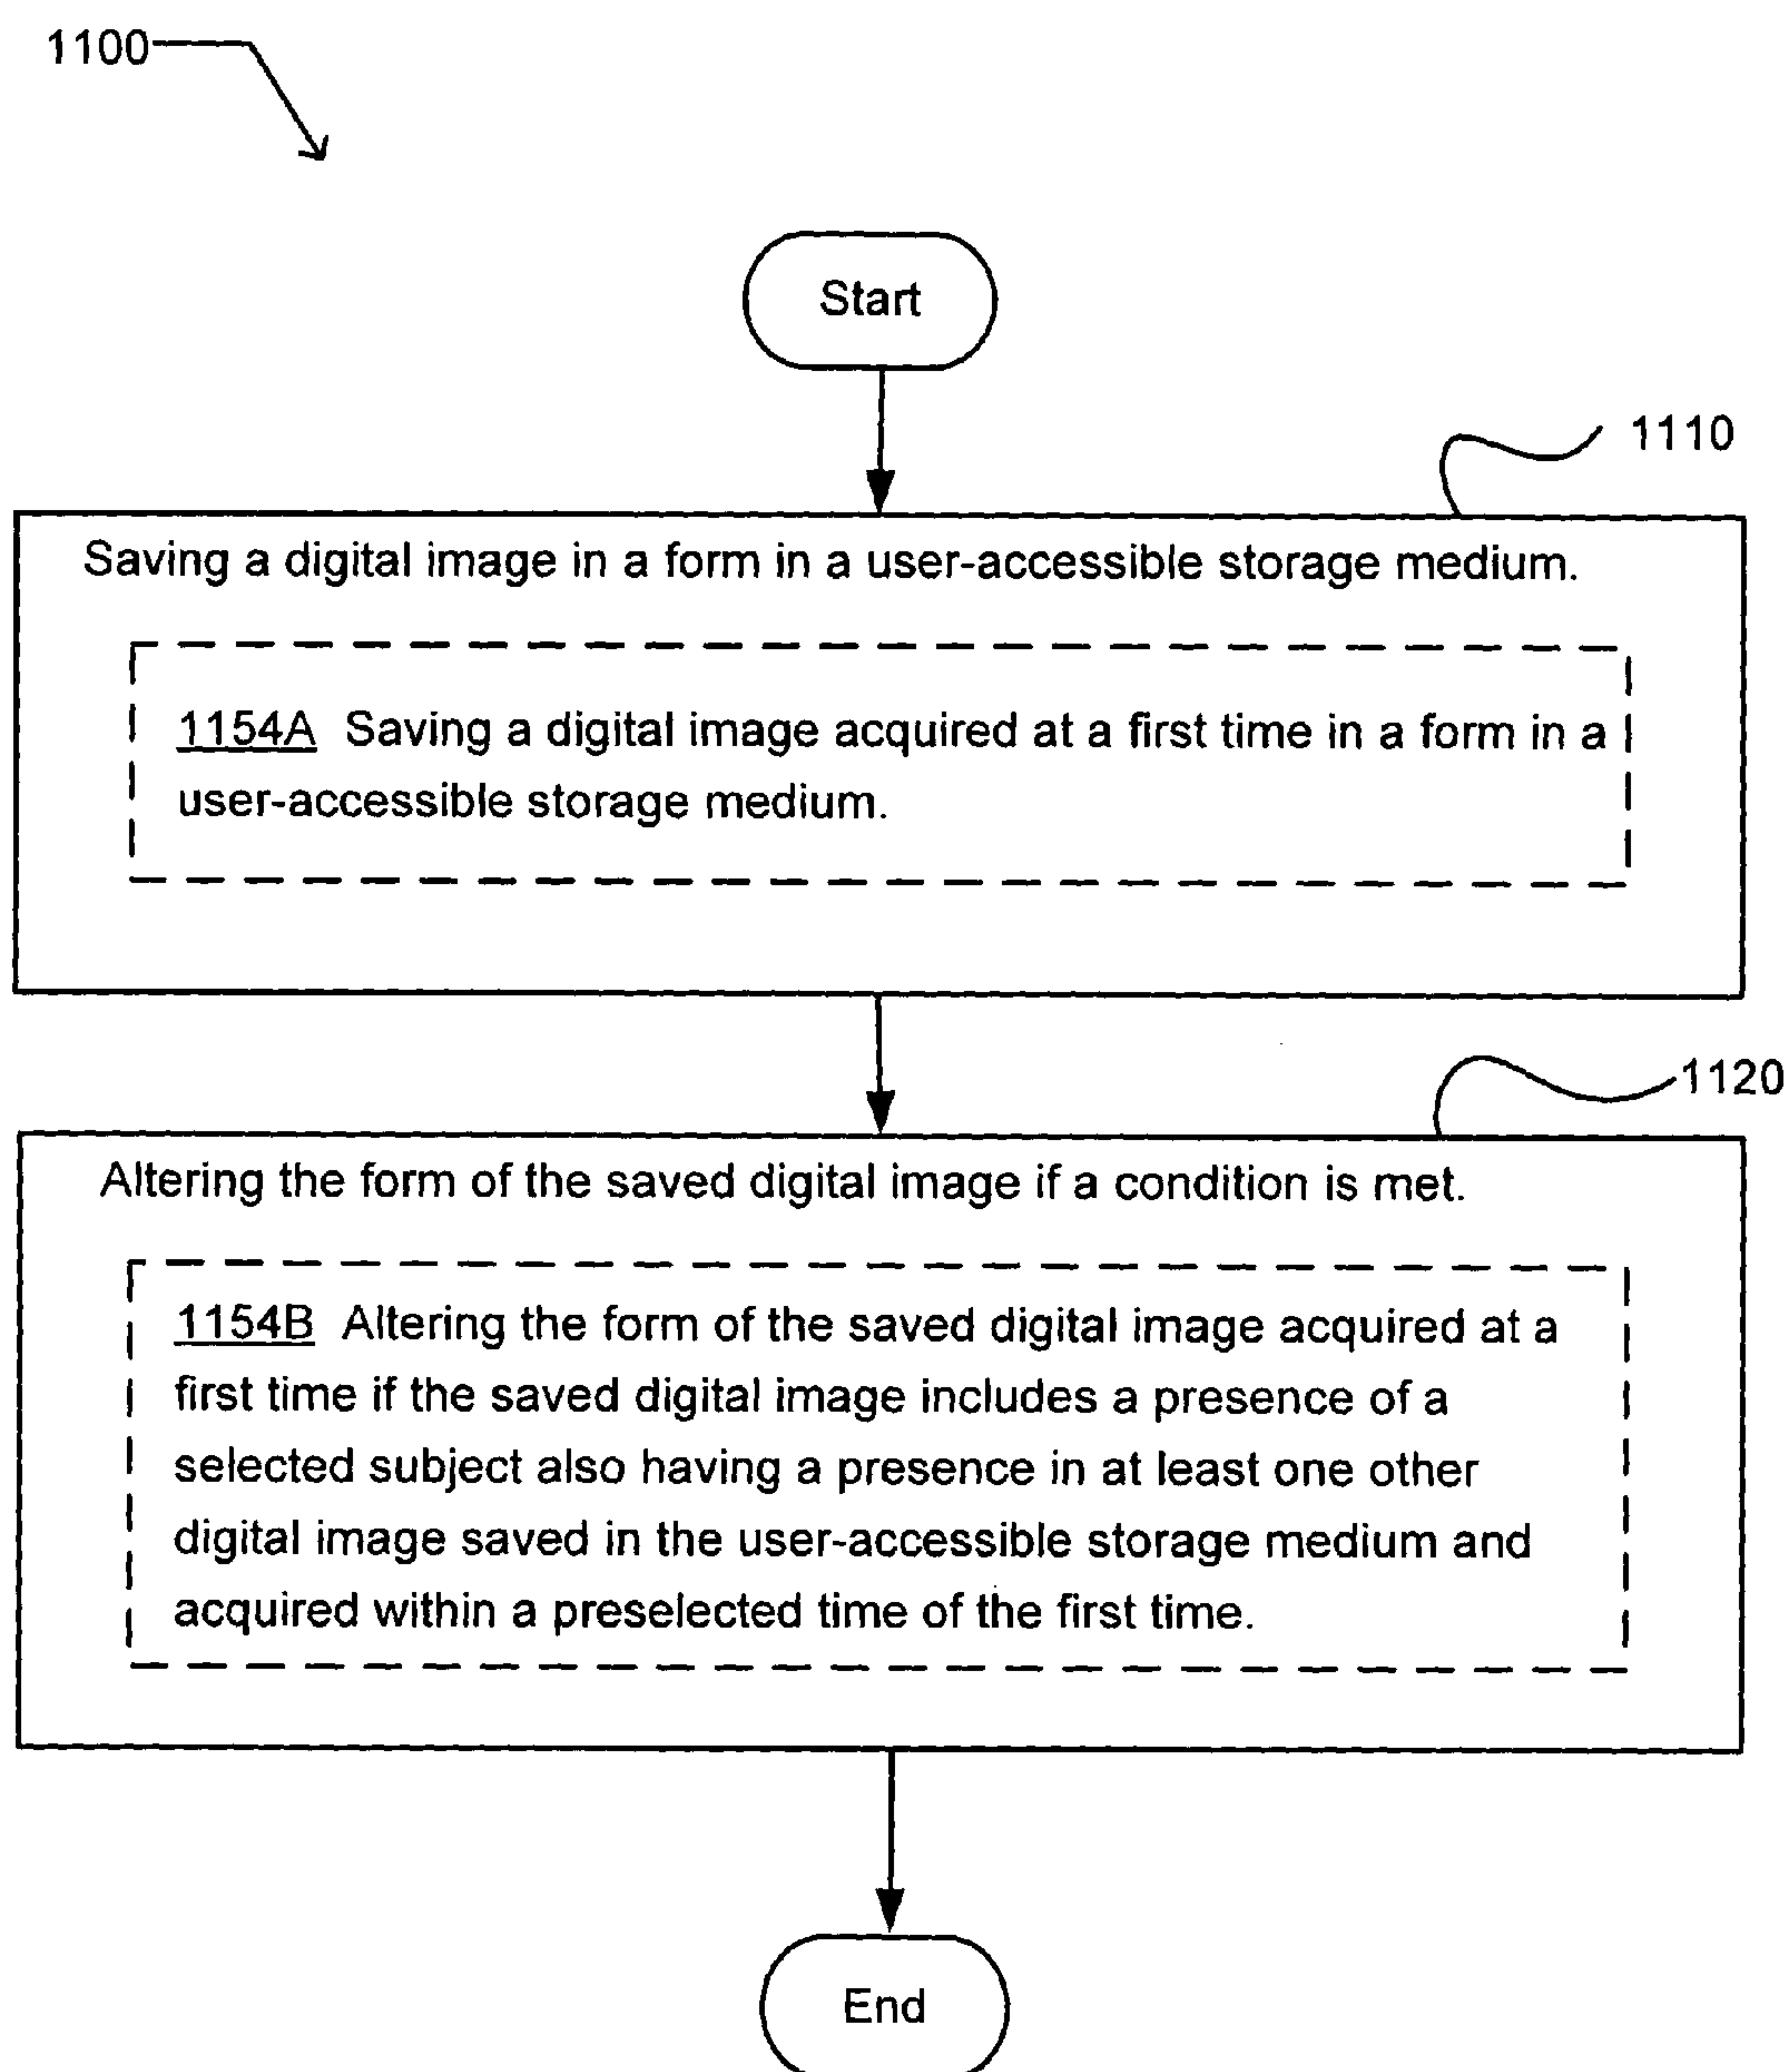 1100
Start
1110
Saving a digital image in a form in a user-accessible storage medium.
1154A Saving a digital image acquired at a first time in a form in a
user-accessible storage medium.
1120
Altering the form of the saved digital image if a condition is met.
1154B Altering the form of the saved digital image acquired at a
first time if the saved digital image includes a presence of a
selected subject also having a presence in at least one other
digital image saved in the user-accessible storage medium and
acquired within a preselected time of the first time.
End